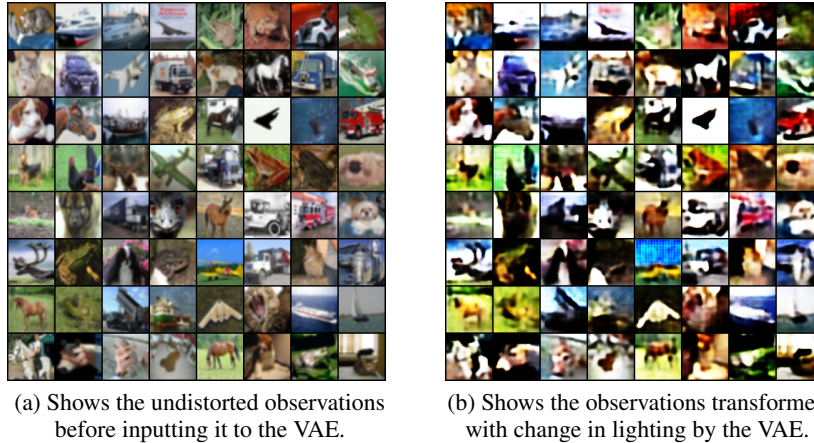 (a) Shows the undistorted observations
before inputting it to the VAE.
(b) Shows the observations transforme
with change in lighting by the VAE.